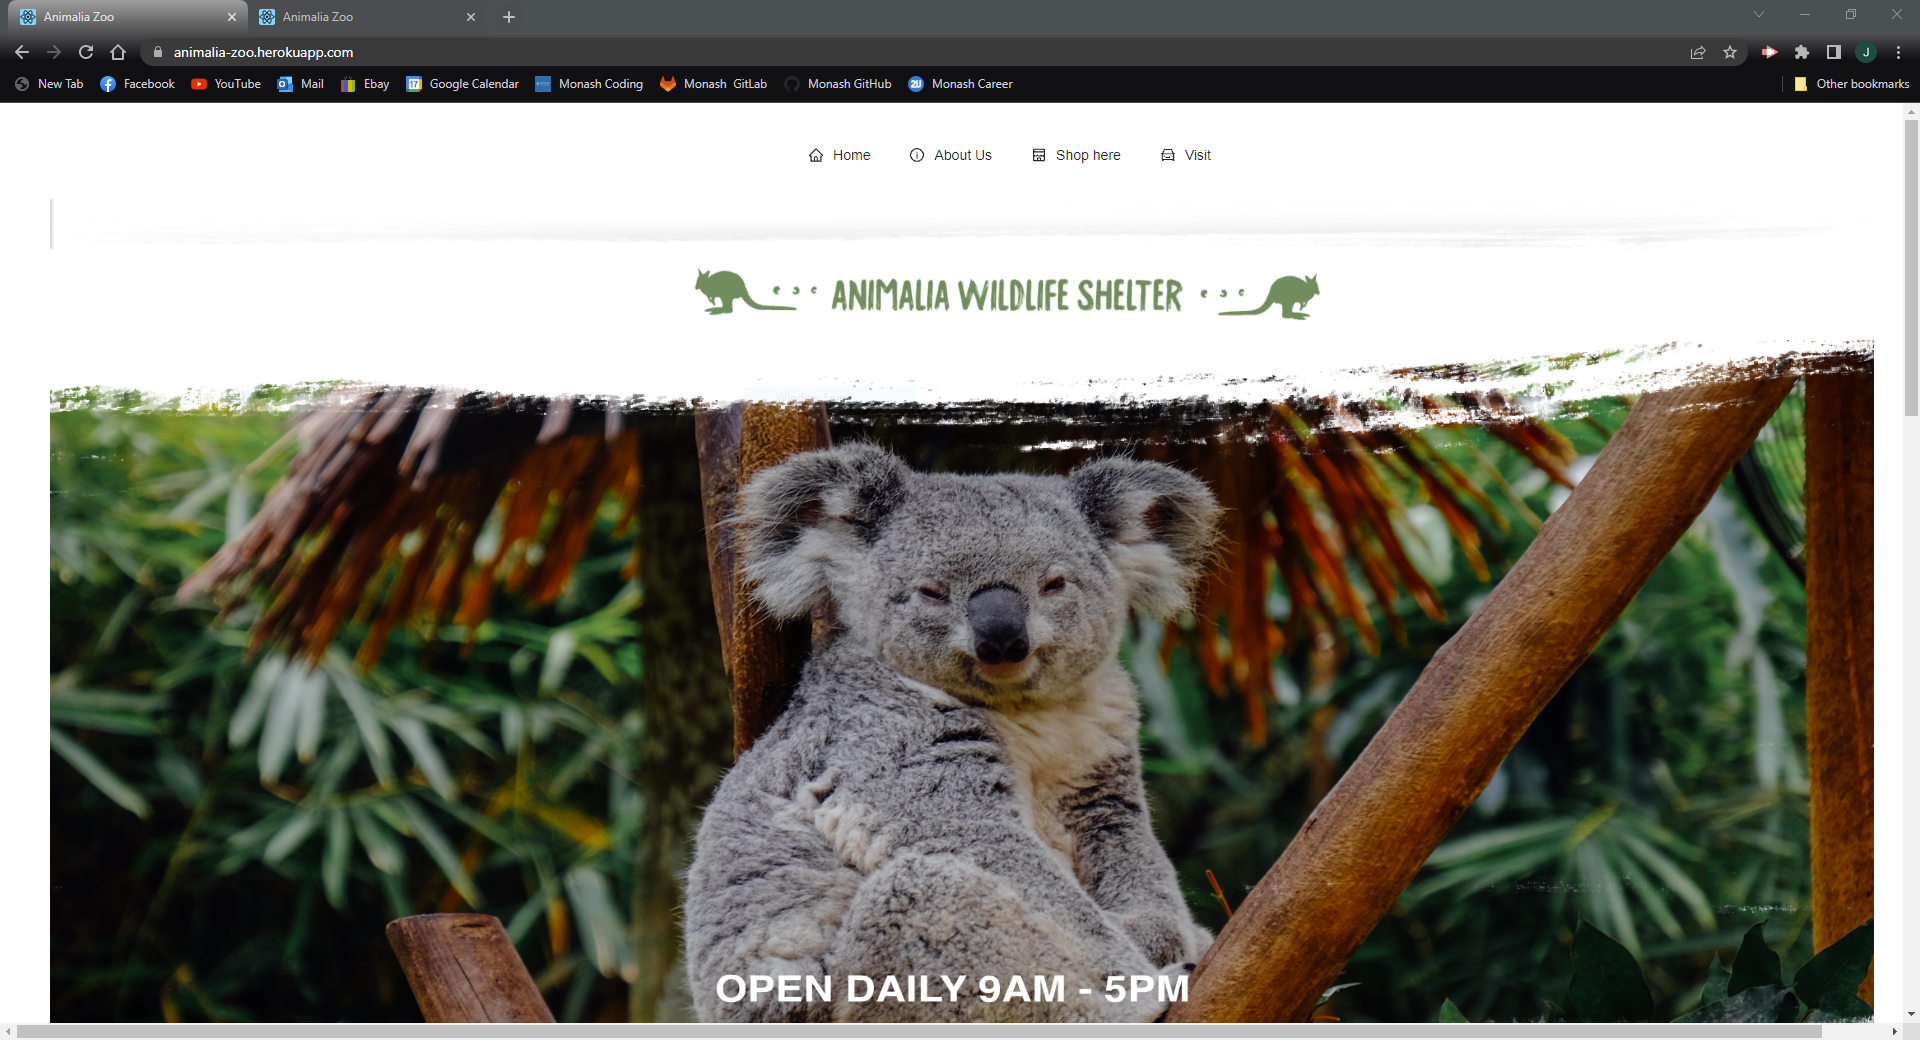 Animalia Zoo
Animalia Zoo
animalia-zoo.herokuapp.com
J
New Tab
Facebook
YouTube
Mail
Ebay
17
Google Calendar
Monash Coding
Monash GitLab
Monash GitHub
2U
Monash Career
Other bookmarks
Home
About Us
Shop here
Visit
ANIMALIA WILDLIFE SHELTER
OPEN DAILY 9AM - 5PM